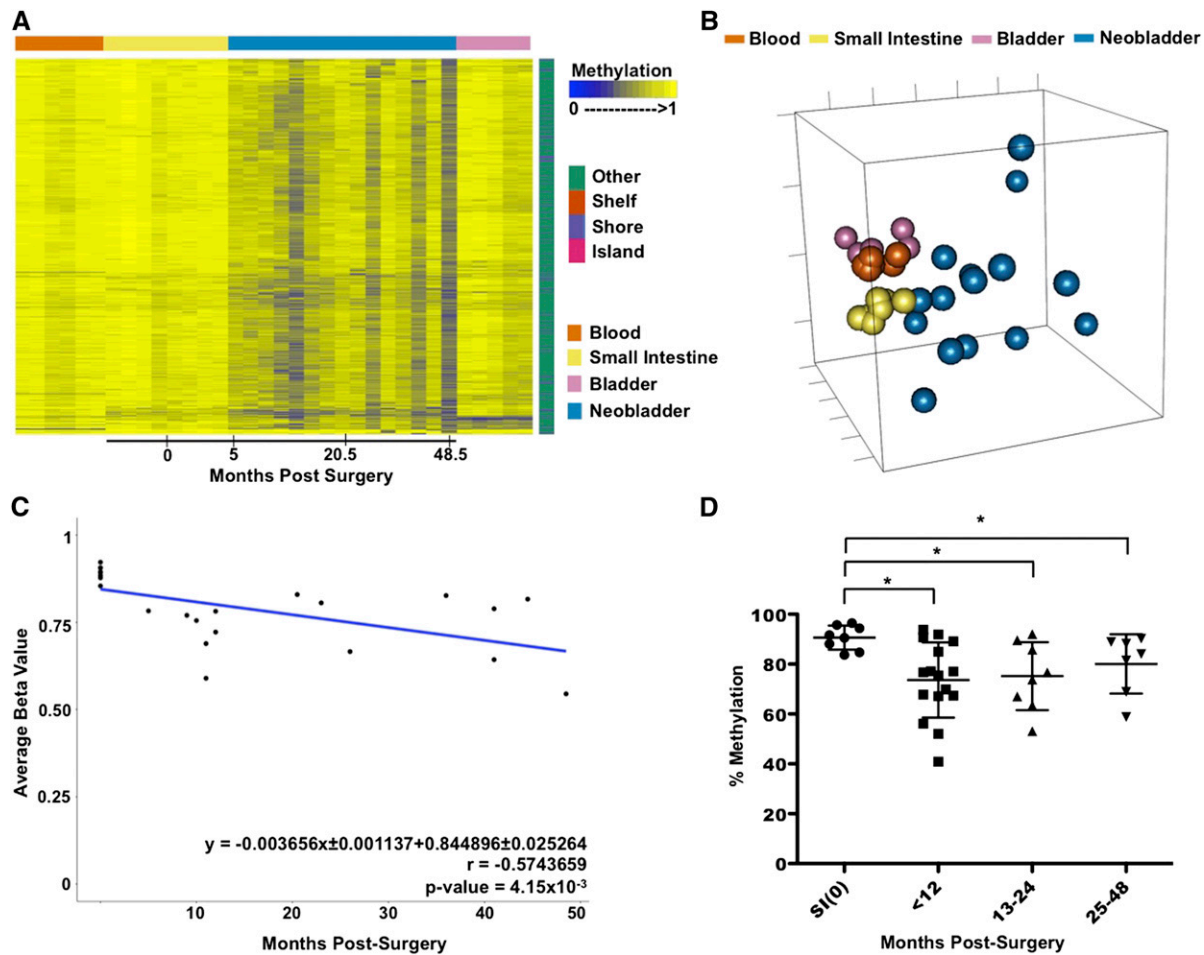 A
Methylation
0 ------------>1
Other
Shelf
Shore
Island
Blood
Small Intestine
Bladder
Neobladder
0 5 20.5 48.5
Months Post Surgery
B
Blood Small Intestine Bladder Neobladder
C
1
0.75
0.50
0.25
0
Average Beta Value
y = -0.003656x±0.001137+0.844896±0.025264
r = -0.5743659
p-value = 4.15x10-3
10 20 30 40 50
Months Post-Surgery
D
*
*
*
100
80
60
40
20
0
% Methylation
SI(0) <12 13-24 25-48
Months Post-Surgery